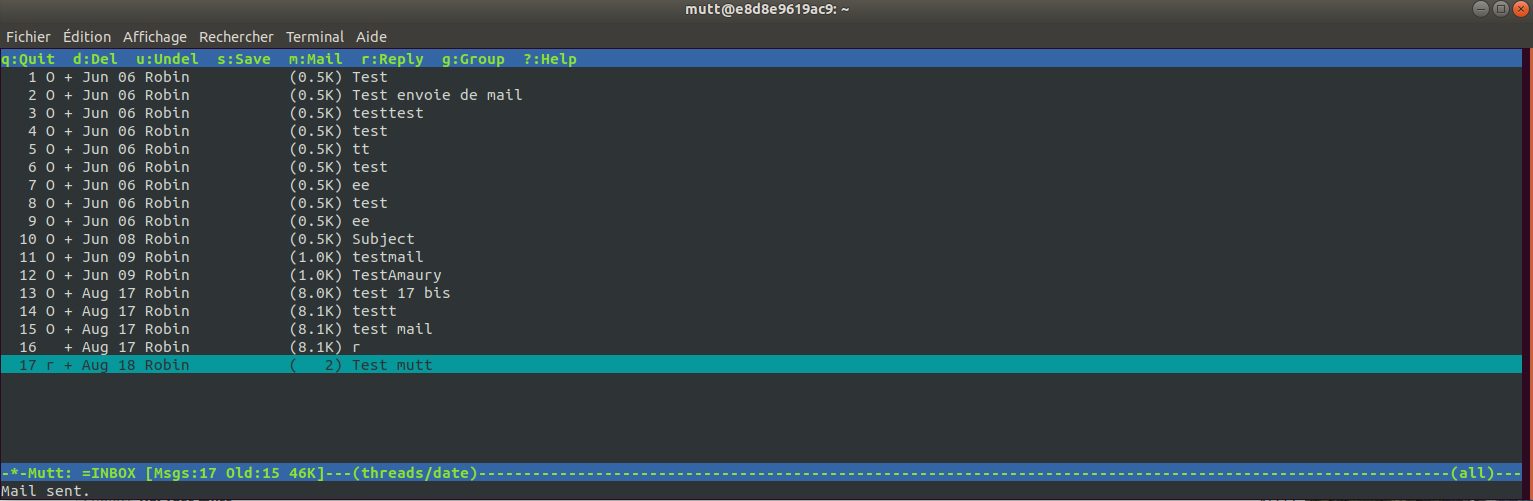 mutt@e8d8e9619ac9: ~
Fichier Édition Affichage Rechercher Terminal Aide
q:Quit d:Del u:Undel s:Save m:Mail r:Reply g:Group ?:Help
1 O + Jun 06 Robin (0.5K) Test
2 O + Jun 06 Robin (0.5K) Test envoie de mail
3 O + Jun 06 Robin (0.5K) testtest
4 O + Jun 06 Robin (0.5K) test
5 O + Jun 06 Robin (0.5K) tt
6 O + Jun 06 Robin (0.5K) test
7 O + Jun 06 Robin (0.5K) ee
8 O + Jun 06 Robin (0.5K) test
9 O + Jun 06 Robin (0.5K) ee
10 O + Jun 08 Robin (0.5K) Subject
11 O + Jun 09 Robin (1.0K) testmail
12 O + Jun 09 Robin (1.0K) TestAmaury
13 O + Aug 17 Robin (8.0K) test 17 bis
14 O + Aug 17 Robin (8.1K) testt
15 O + Aug 17 Robin (8.1K) test mall
16 + Aug 17 Robin (8.1K) r
17 r + Aug 18 Robin ( 2) Test mutt
-*-Mutt: =INBOX [Msgs:17 Old:15 46K]---(threads/date)------------------------------------------------------------------------------------------------------------(all)---
Mail sent.